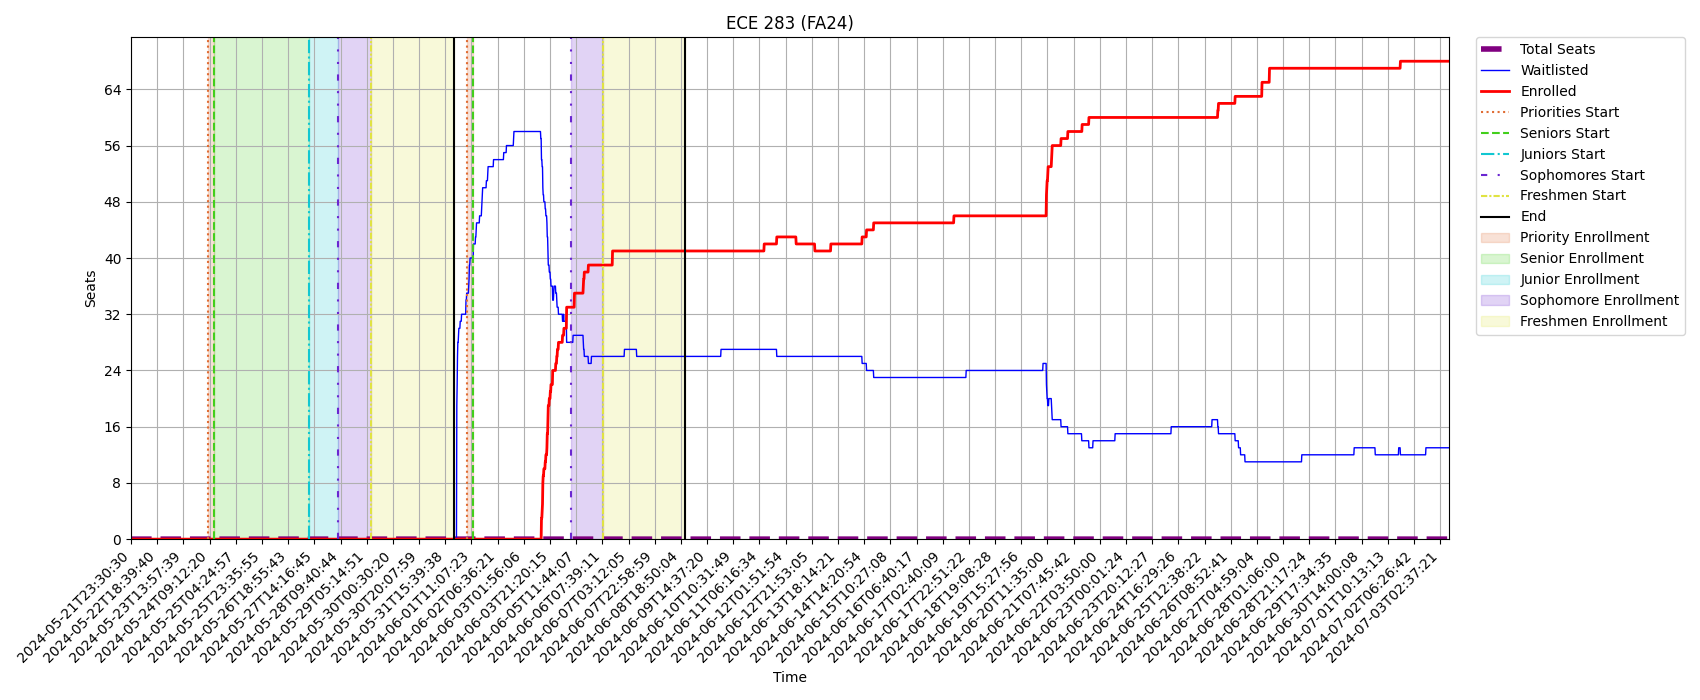 ECE 283 (FA24)
Seats
64
56
48
40
32
24
16
8
0
2024-05-21T23:30:30
2024-05-22T18:39:40
2024-05-23T13:57:39
2024-05-24T09:12:20
2024-05-25T04:24:57
2024-05-25T23:35:55
2024-05-26T18:55:43
2024-05-27T14:16:45
2024-05-28T09:40:44
2024-05-29T05:14:51
2024-05-30T00:30:20
2024-05-30T20:07:59
2024-05-31T15:39:38
2024-06-01T11:07:23
2024-06-02T06:36:21
2024-06-03T01:56:06
2024-06-03T21:20:15
2024-06-05T11:44:07
2024-06-06T07:39:11
2024-06-07T03:12:05
2024-06-07T22:58:59
2024-06-08T18:50:04
2024-06-09T14:37:20
2024-06-10T10:31:49
2024-06-11T06:16:34
2024-06-12T01:51:54
2024-06-12T21:53:05
2024-06-13T18:14:21
2024-06-14T14:20:54
2024-06-15T10:27:08
2024-06-16T06:40:17
2024-06-17T02:40:09
2024-06-17T22:51:22
2024-06-18T19:08:28
2024-06-19T15:27:56
2024-06-20T11:35:00
2024-06-21T07:45:42
2024-06-22T03:50:00
2024-06-23T00:01:24
2024-06-23T20:12:27
2024-06-24T16:29:26
2024-06-25T12:38:22
2024-06-26T08:52:41
2024-06-27T04:59:04
2024-06-28T01:06:00
2024-06-28T21:17:24
2024-06-29T17:34:35
2024-06-30T14:00:08
2024-07-01T10:13:13
2024-07-02T06:26:42
2024-07-03T02:37:21
Time
Total Seats
Waitlisted
Enrolled
Priorities Start
Seniors Start
Juniors Start
Sophomores Start
Freshmen Start
End
Priority Enrollment
Senior Enrollment
Junior Enrollment
Sophomore Enrollment
Freshmen Enrollment